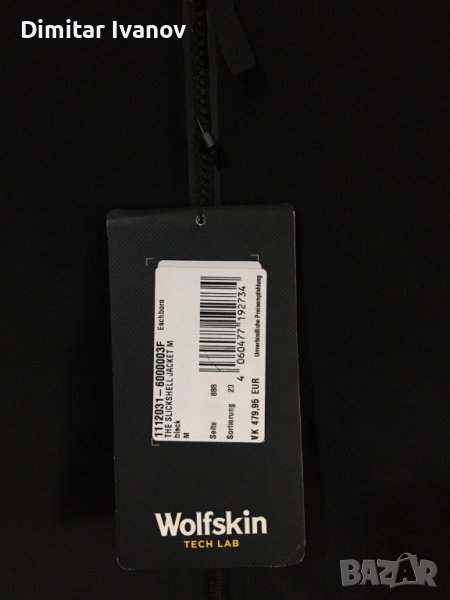 Dimitar Ivanov
1112031-6000003F Eschborn
THE SLICKSHELL JACKET M
black
M
Seite 888
Sortierung 23
VK 479,95 EUR
4 060477 192734
Unverbindliche Preisempfehlung
Wolfskin
TECH LAB
BAZAR